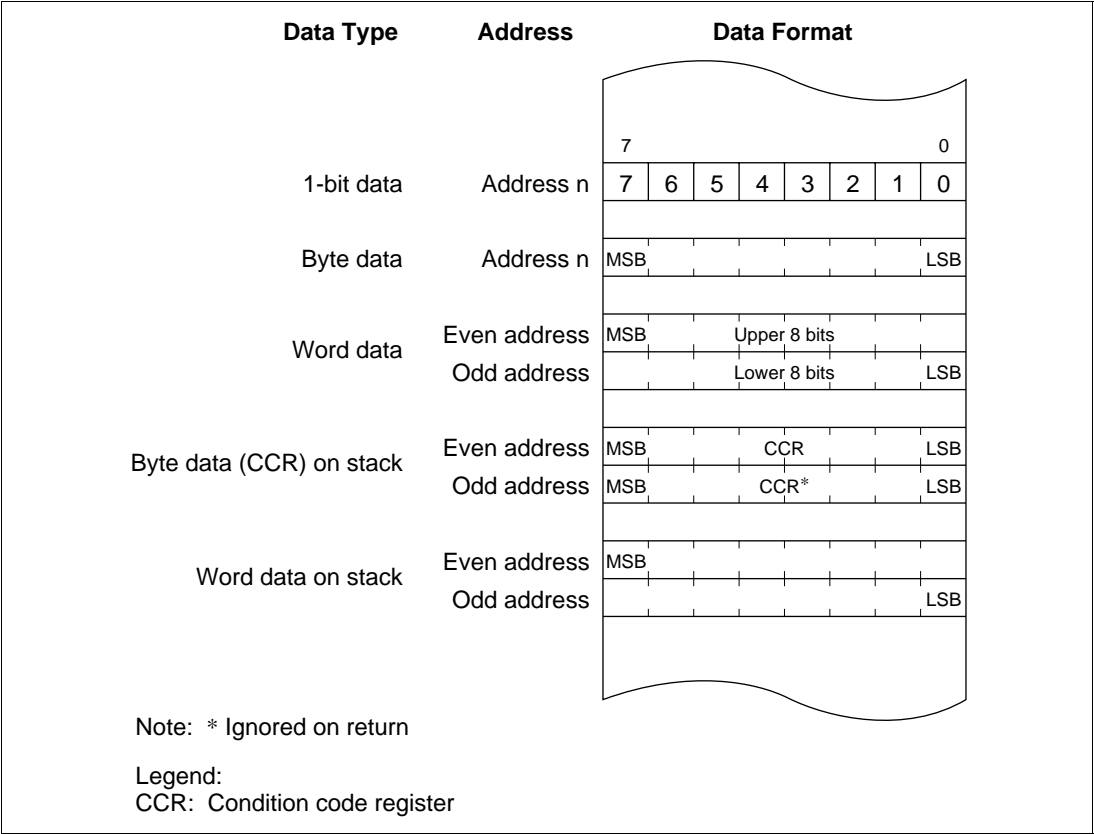 Data Type Address Data Format
7 0
1-bit data Address n 7 6 5 4 3 2 1 0
Byte data Address n MSB LSB
Word data
Even address MSB Upper 8 bits
Odd address Lower 8 bits LSB
Byte data (CCR) on stack
Even address MSB CCR LSB
Odd address MSB CCR* LSB
Word data on stack
Even address MSB
Odd address LSB
Note: * Ignored on return
Legend:
CCR: Condition code register